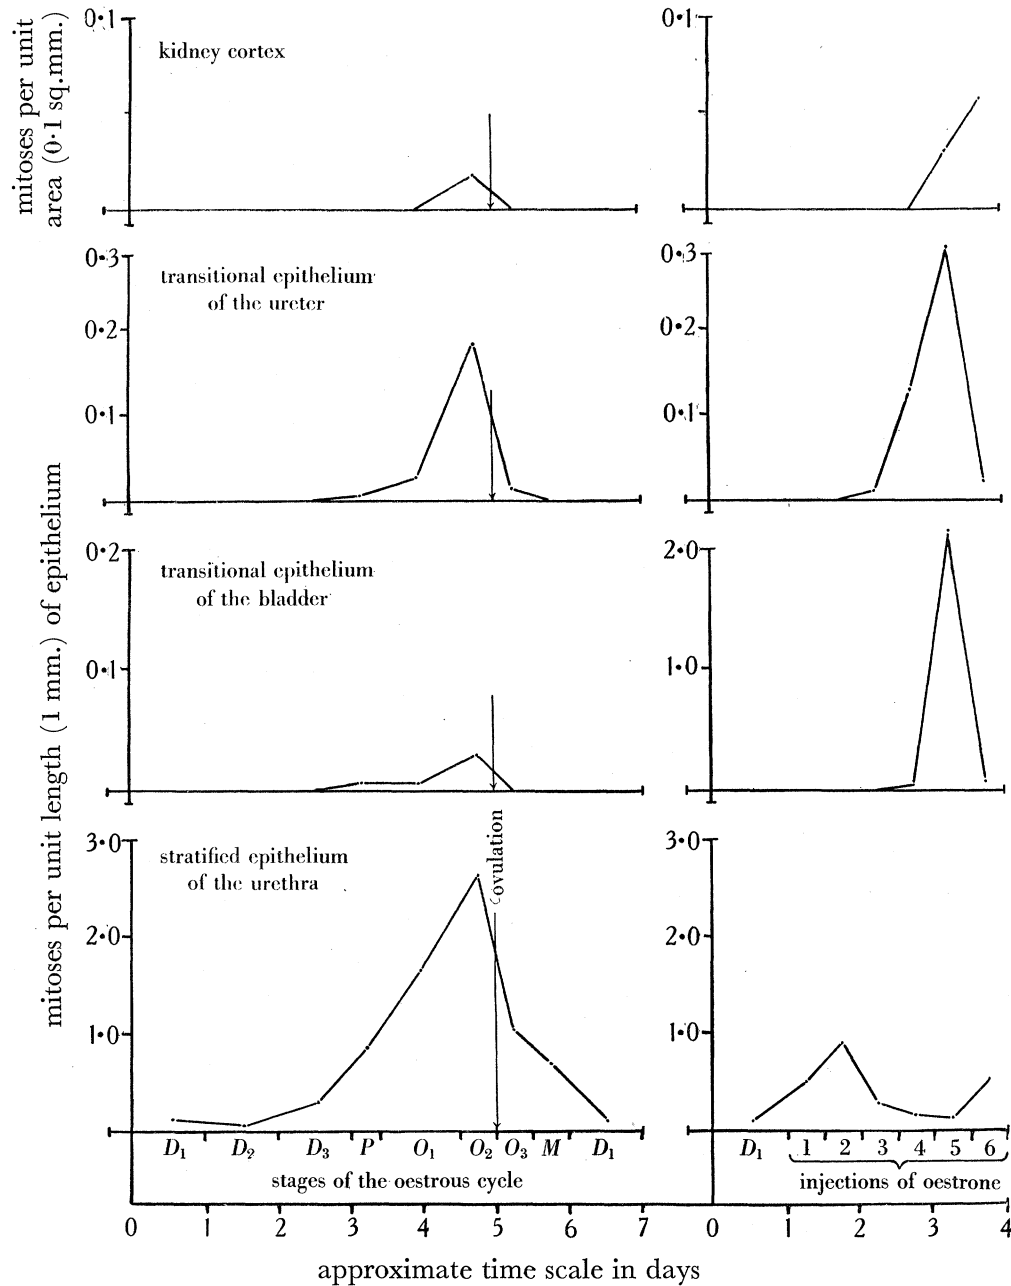 mitoses per unit
area (0·1 sq.mm.)
0·1
kidney cortex
0·1
0·3
transitional epithelium
of the ureter
0·2
0·1
0·3
0·2
0·1
mitoses per unit length (1 mm.) of epithelium
0·2
transitional epithelium
of the bladder
0·1
2·0
1·0
3·0
stratified epithelium
of the urethra
ovulation
2·0
1·0
3·0
2·0
1·0
D₁ D₂ D₃ P O₁ O₂ O₃ M D₁
stages of the oestrous cycle
D₁ 1 2 3 4 5 6
injections of oestrone
0 1 2 3 4 5 6 7
0 1 2 3 4
approximate time scale in days